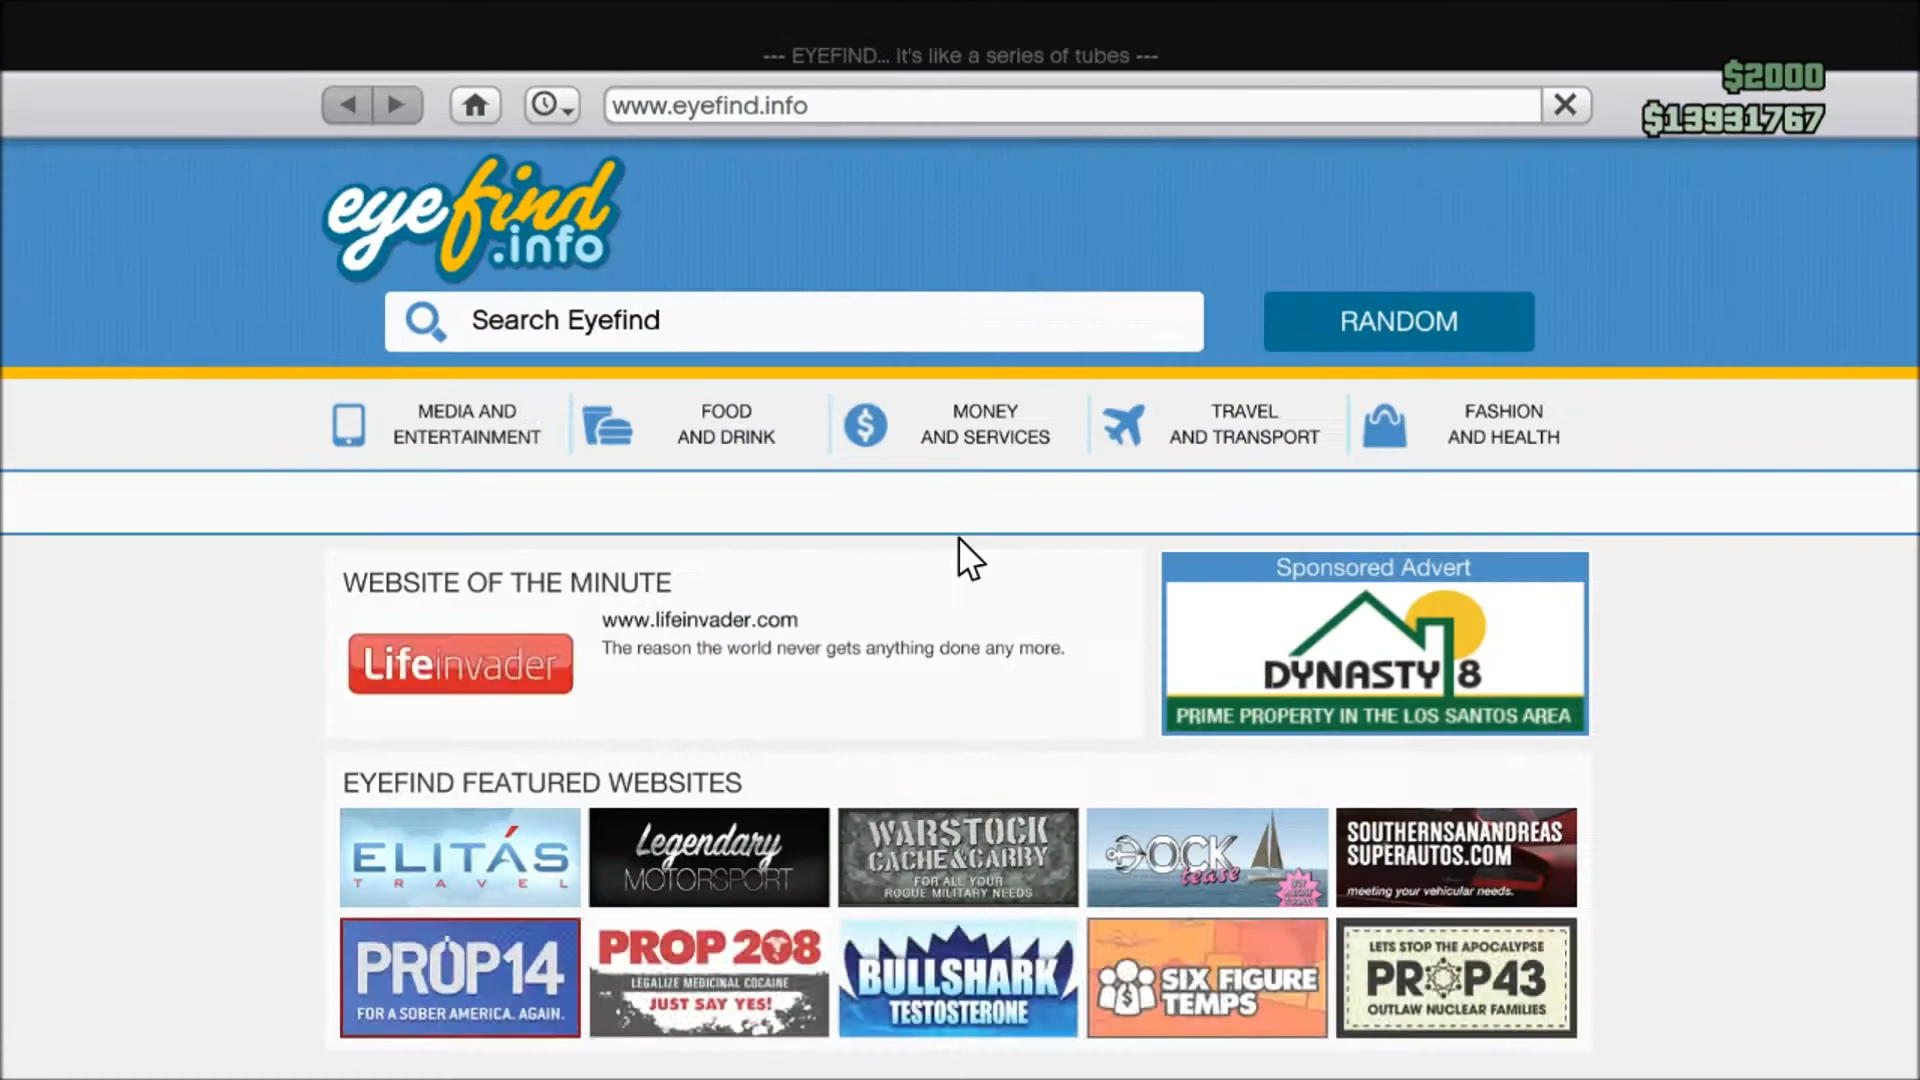 --- EYEFIND... It's like a series of tubes ---
$2000
www.eyefind.info
$13931767
eyefind
.info
Search Eyefind
RANDOM
MEDIA AND
ENTERTAINMENT
FOOD
AND DRINK
MONEY
AND SERVICES
TRAVEL
AND TRANSPORT
FASHION
AND HEALTH
WEBSITE OF THE MINUTE
www.lifeinvader.com
The reason the world never gets anything done any more.
Lifeinvader
Sponsored Advert
DYNASTY 8
PRIME PROPERTY IN THE LOS SANTOS AREA
EYEFIND FEATURED WEBSITES
ELITÁS
TRAVEL
Legendary
MOTORSPORT
WARSTOCK
CACHE&CARRY
FOR ALL YOUR
ROGUE MILITARY NEEDS
DOCK
tease
SOUTHERNSANANDREAS
SUPERAUTOS.COM
meeting your vehicular needs.
PROP14
FOR A SOBER AMERICA. AGAIN.
PROP 208
LEGALIZE MEDICINAL COCAINE
JUST SAY YES!
BULLSHARK
TESTOSTERONE
SIX FIGURE
TEMPS
LETS STOP THE APOCALYPSE
PROP43
OUTLAW NUCLEAR FAMILIES